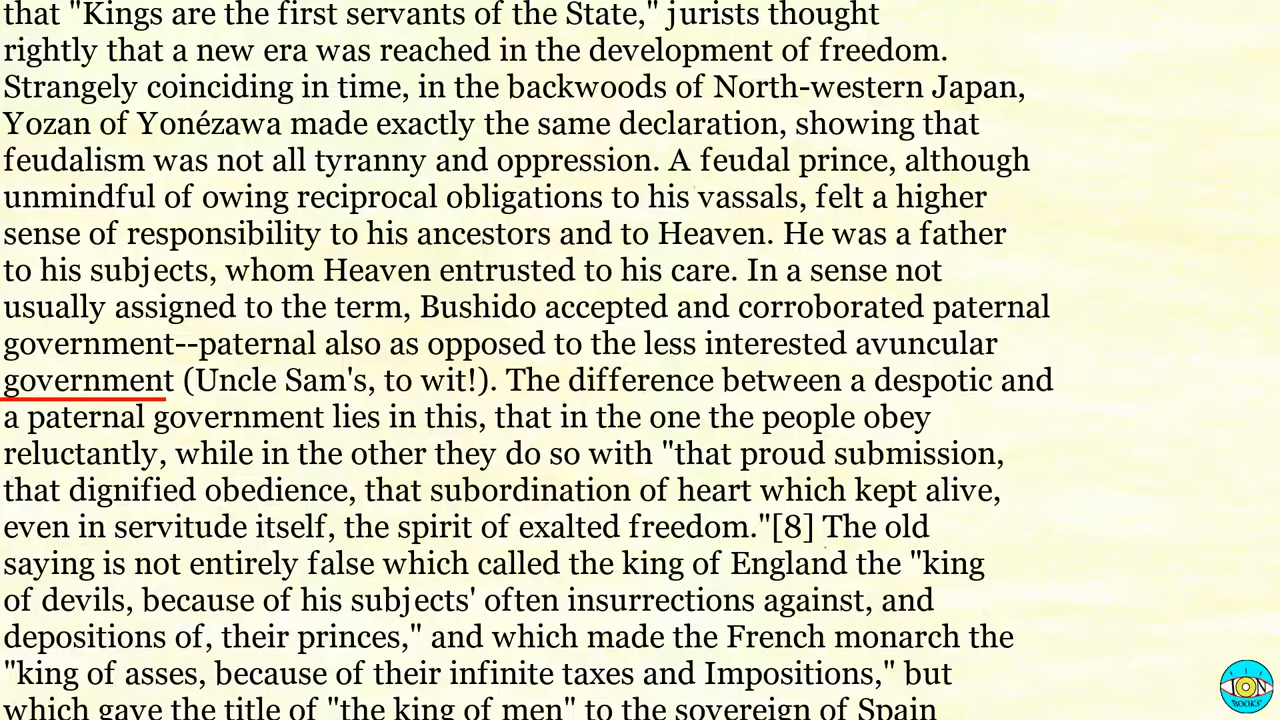 that "Kings are the first servants of the State," jurists thought
rightly that a new era was reached in the development of freedom.
Strangely coinciding in time, in the backwoods of North-western Japan,
Yozan of Yonézawa made exactly the same declaration, showing that
feudalism was not all tyranny and oppression. A feudal prince, although
unmindful of owing reciprocal obligations to his vassals, felt a higher
sense of responsibility to his ancestors and to Heaven. He was a father
to his subjects, whom Heaven entrusted to his care. In a sense not
usually assigned to the term, Bushido accepted and corroborated paternal
government--paternal also as opposed to the less interested avuncular
government (Uncle Sam's, to wit!). The difference between a despotic and
a paternal government lies in this, that in the one the people obey
reluctantly, while in the other they do so with "that proud submission,
that dignified obedience, that subordination of heart which kept alive,
even in servitude itself, the spirit of exalted freedom."[8] The old
saying is not entirely false which called the king of England the "king
of devils, because of his subjects' often insurrections against, and
depositions of, their princes," and which made the French monarch the
"king of asses, because of their infinite taxes and Impositions," but
which gave the title of "the king of men" to the sovereign of Spain
ION
BOOKS